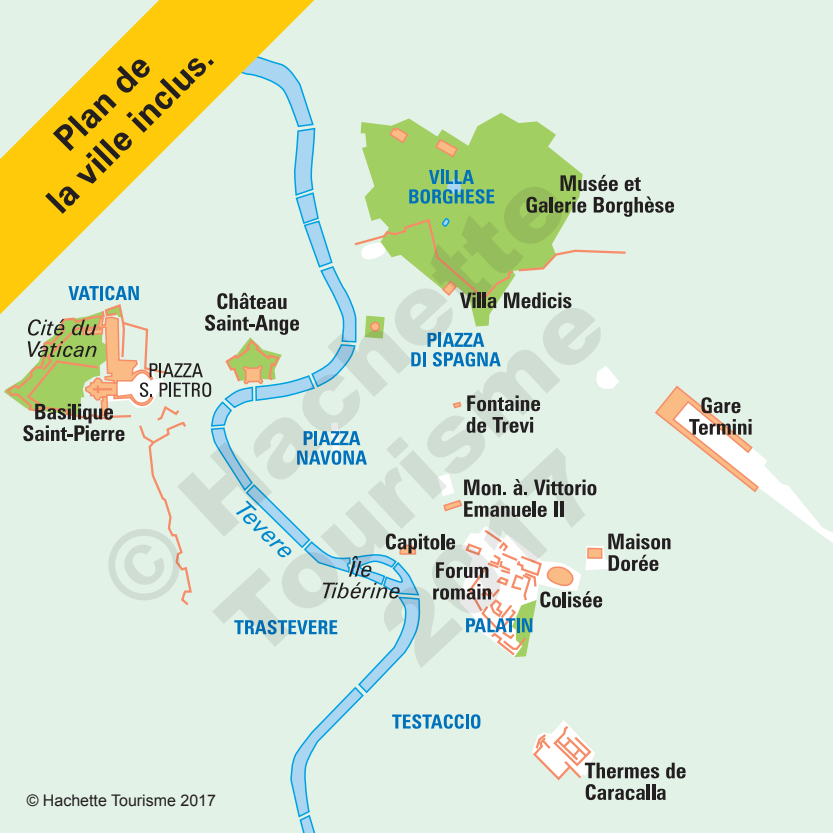 Plan de
la ville inclus.
VILLA
BORGHESE
Musée et
Galerie Borghèse
VATICAN
Cité du
Vatican
Château
Saint-Ange
Villa Medicis
PIAZZA
S. PIETRO
PIAZZA
DI SPAGNA
Basilique
Saint-Pierre
Fontaine
de Trevi
Gare
Termini
PIAZZA
NAVONA
Mon. à. Vittorio
Emanuele II
Tevere
Capitole
Maison
Dorée
Île
Tibérine
Forum
romain
Colisée
TRASTEVERE
PALATIN
TESTACCIO
Thermes de
Caracalla
© Hachette
Tourisme
2017
© Hachette Tourisme 2017